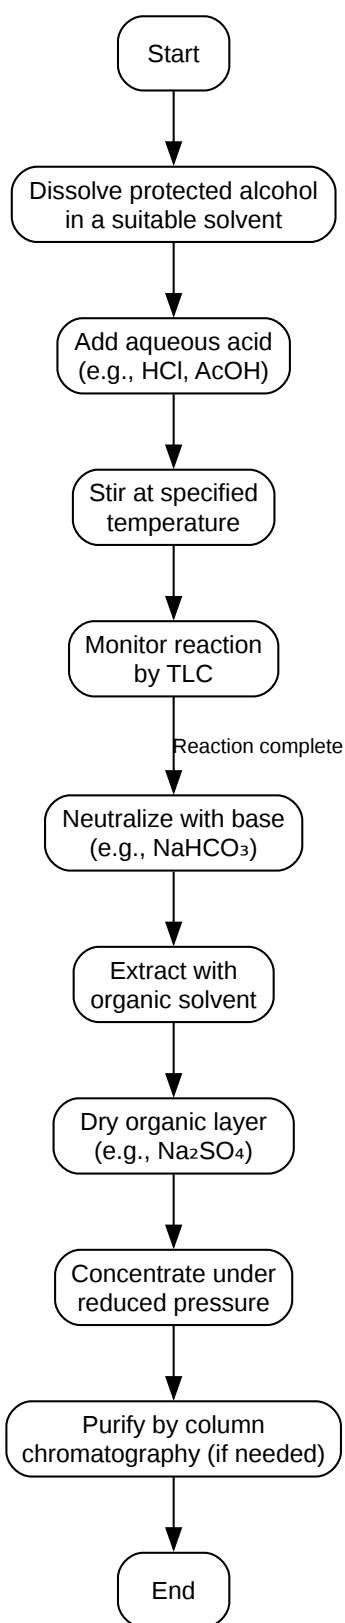 Start
Dissolve protected alcohol
in a suitable solvent
Add aqueous acid
(e.g., HCl, AcOH)
Stir at specified
temperature
Monitor reaction
by TLC
Reaction complete
Neutralize with base
(e.g., NaHCO₃)
Extract with
organic solvent
Dry organic layer
(e.g., Na₂SO₄)
Concentrate under
reduced pressure
Purify by column
chromatography (if needed)
End